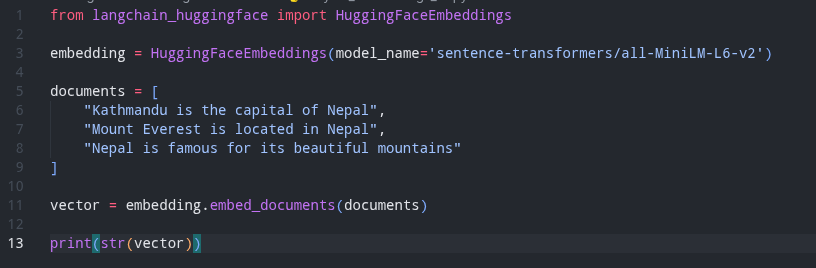 1 from langchain_huggingface import HuggingFaceEmbeddings
2
3 embedding = HuggingFaceEmbeddings(model_name='sentence-transformers/all-MiniLM-L6-v2')
4
5 documents = [
6     "Kathmandu is the capital of Nepal",
7     "Mount Everest is located in Nepal",
8     "Nepal is famous for its beautiful mountains"
9 ]
10
11 vector = embedding.embed_documents(documents)
12
13 print(str(vector))